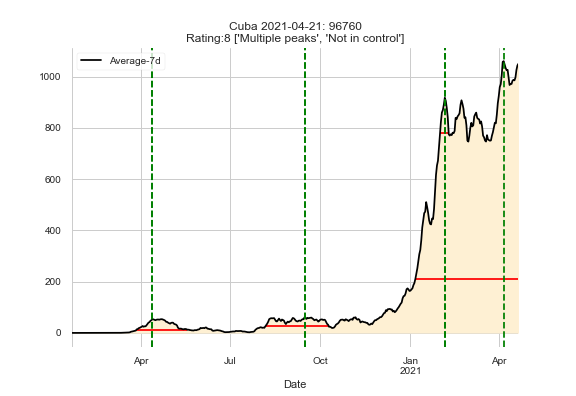 Cuba 2021-04-21: 96760
Rating:8 ['Multiple peaks', 'Not in control']
Average-7d
1000
800
600
400
200
0
Apr
Jul
Oct
Jan
2021
Apr
Date